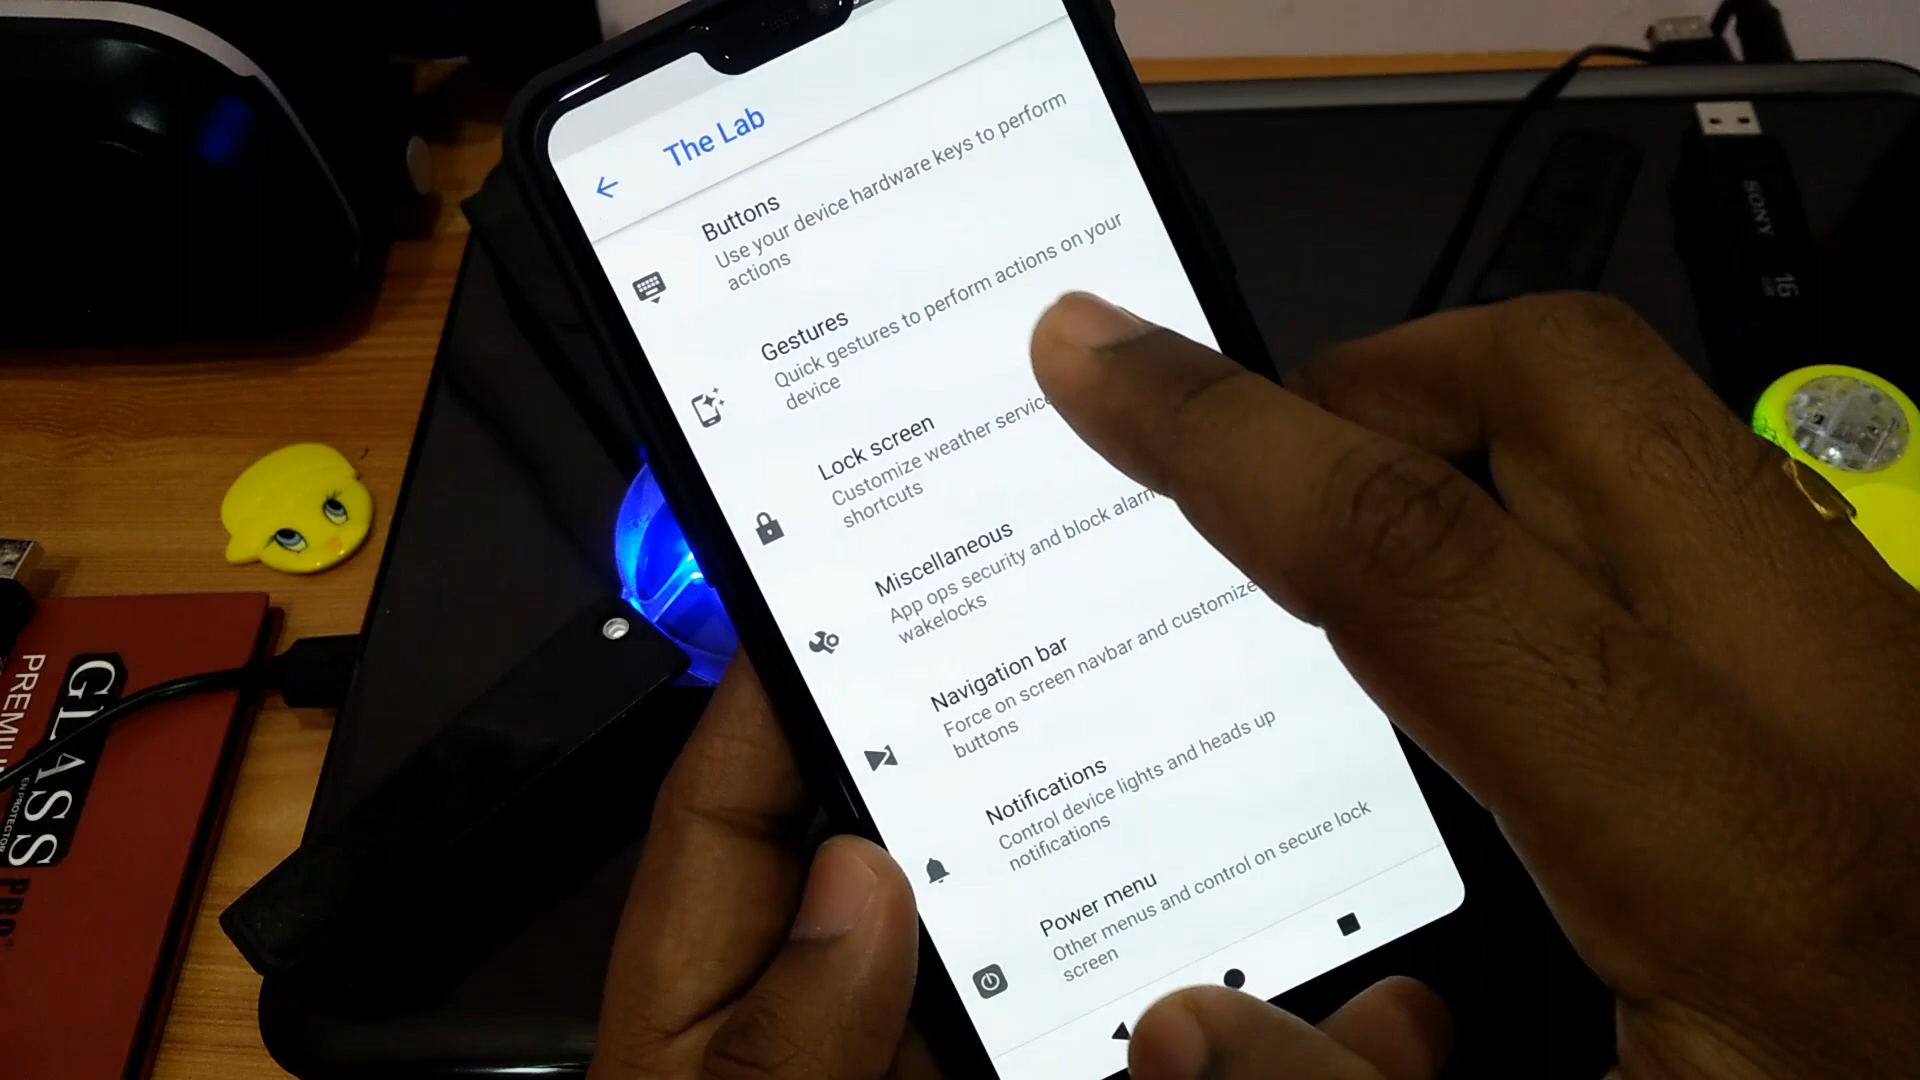 The Lab
Buttons
Use your device hardware keys to perform
actions
Gestures
Quick gestures to perform actions on your
device
Lock screen
Customize weather service
shortcuts
Miscellaneous
App ops security and block alarm
wakelocks
Navigation bar
Force on screen navbar and customize
buttons
Notifications
Control device lights and heads up
notifications
Power menu
Other menus and control on secure lock
screen
SONY
16
GLASS
PRO